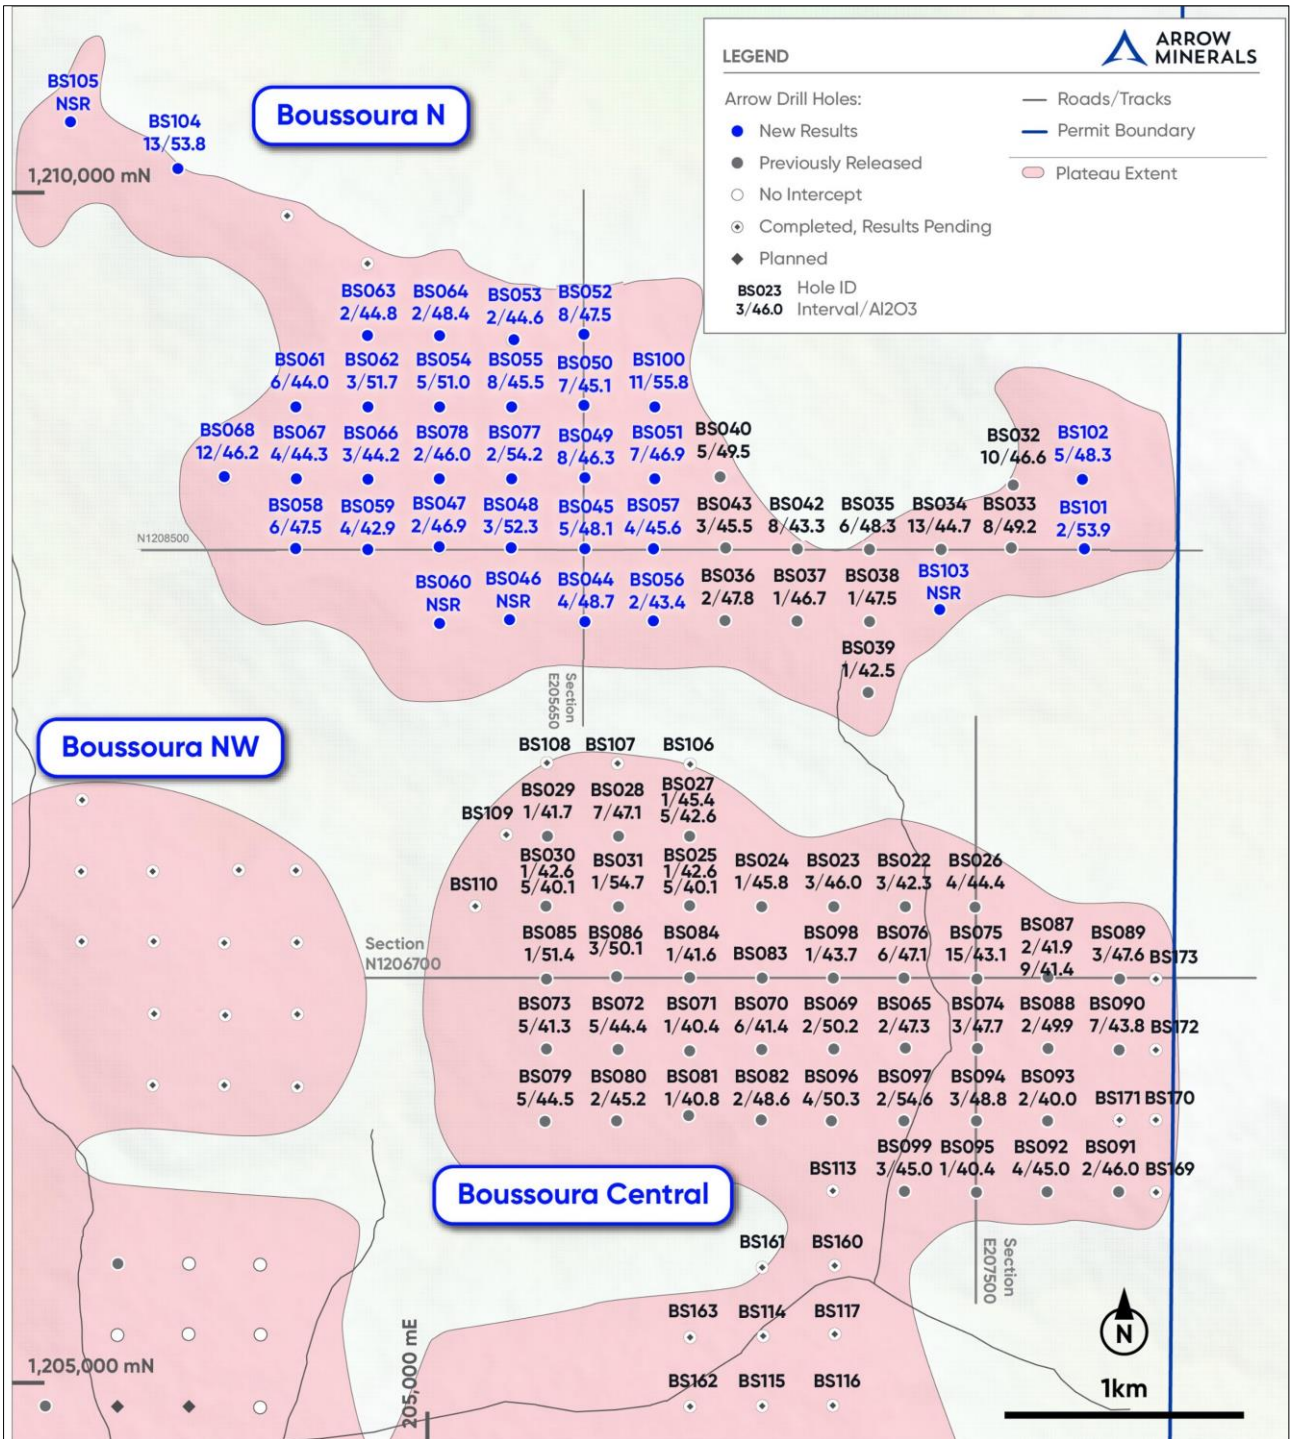 ARROW
MINERALS
LEGEND
Arrow Drill Holes:
New Results
Previously Released
No Intercept
Completed, Results Pending
Planned
BS023 Hole ID
3/46.0 Interval/Al2O3
Roads/Tracks
Permit Boundary
Plateau Extent
Boussoura N
BS105
NSR
BS104
13/53.8
1,210,000 mN
BS063 BS064 BS053 BS052
2/44.8 2/48.4 2/44.6 8/47.5
BS061 BS062 BS054 BS055 BS050 BS100
6/44.0 3/51.7 5/51.0 8/45.5 7/45.1 11/55.8
BS068 BS067 BS066 BS078 BS077 BS049 BS051 BS040 BS032 BS102
12/46.2 4/44.3 3/44.2 2/46.0 2/54.2 8/46.3 7/46.9 5/49.5 10/46.6 5/48.3
BS058 BS059 BS047 BS048 BS045 BS057 BS043 BS042 BS035 BS034 BS033 BS101
6/47.5 4/42.9 2/46.9 3/52.3 5/48.1 4/45.6 3/45.5 8/43.3 6/48.3 13/44.7 8/49.2 2/53.9
N1208500
BS060 BS046 BS044 BS056 BS036 BS037 BS038 BS103
NSR NSR 4/48.7 2/43.4 2/47.8 1/46.7 1/47.5 NSR
BS039
1/42.5
Section
E205650
Boussoura NW
BS108 BS107 BS106
BS109
BS029 BS028 BS027
1/41.7 7/47.1 1/45.4
5/42.6
BS110
BS030 BS031 BS025 BS024 BS023 BS022 BS026
1/42.6 1/54.7 1/42.6 1/45.8 3/46.0 3/42.3 4/44.4
5/40.1 5/40.1
Section
N1206700
BS085 BS086 BS084 BS083 BS098 BS076 BS075 BS087 BS089
1/51.4 3/50.1 1/41.6 1/43.7 6/47.1 15/43.1 2/41.9 3/47.6
9/41.4
BS173
BS073 BS072 BS071 BS070 BS069 BS065 BS074 BS088 BS090
5/41.3 5/44.4 1/40.4 6/41.4 2/50.2 2/47.3 3/47.7 2/49.9 7/43.8
BS172
BS079 BS080 BS081 BS082 BS096 BS097 BS094 BS093
5/44.5 2/45.2 1/40.8 2/48.6 4/50.3 2/54.6 3/48.8 2/40.0
BS171 BS170
BS113
BS099 BS095 BS092 BS091
3/45.0 1/40.4 4/45.0 2/46.0
BS169
Boussoura Central
BS161 BS160
Section
E207500
BS163 BS114 BS117
BS162 BS115 BS116
1,205,000 mN
205,000 mE
N
1km